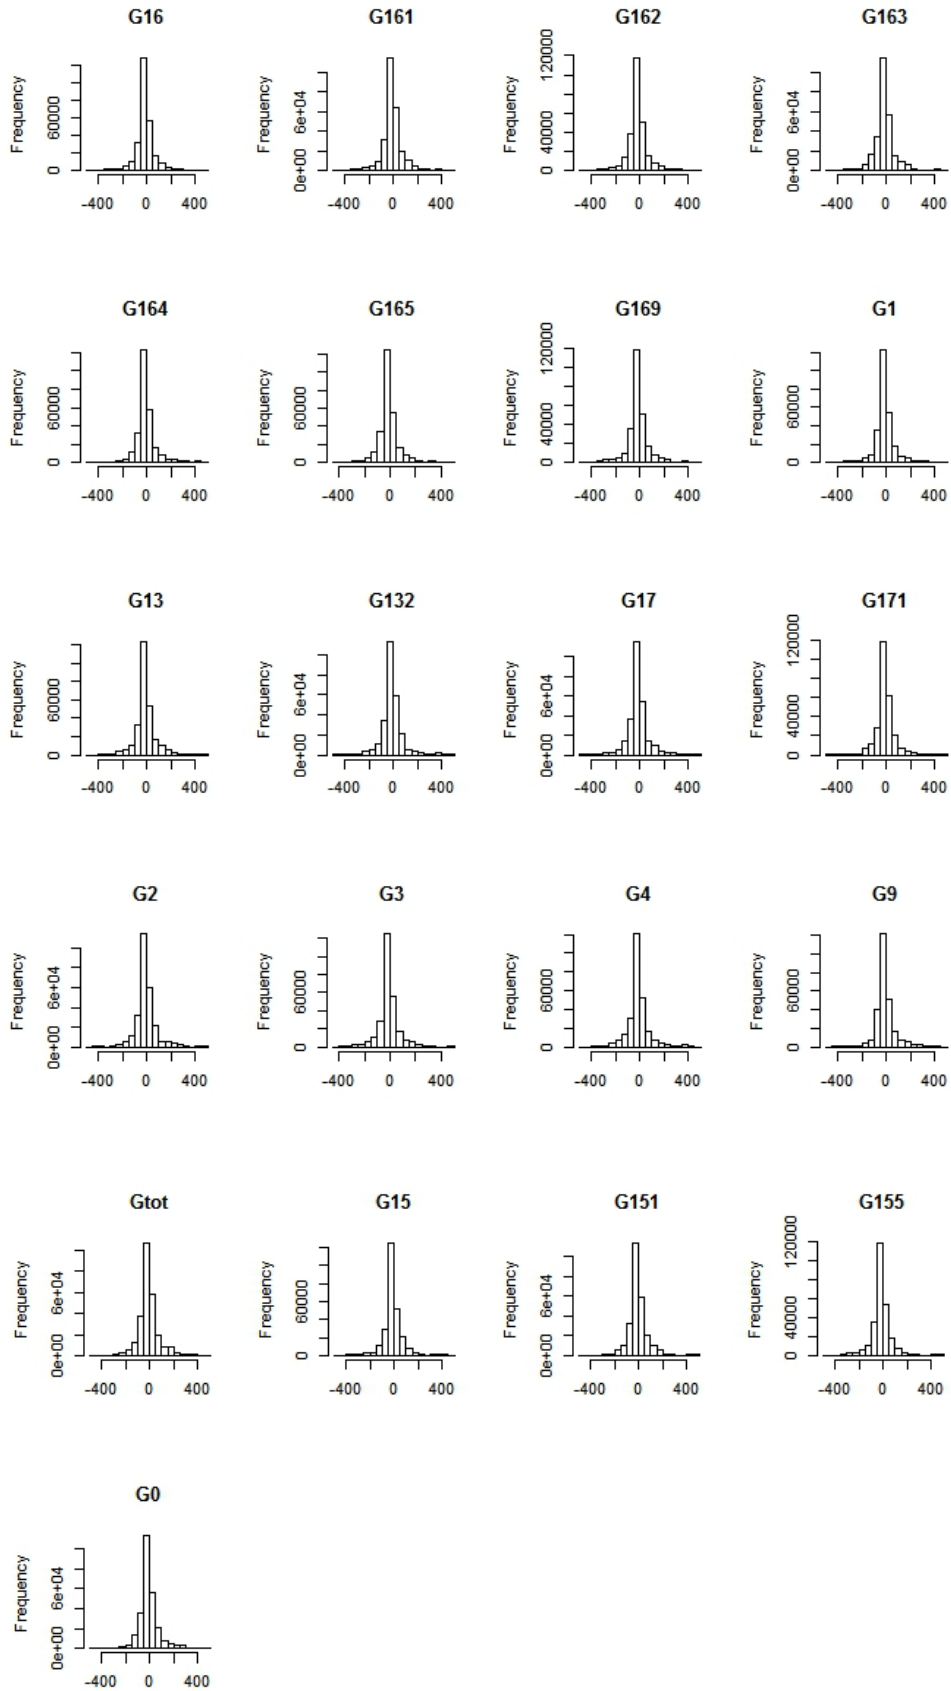 G16 G161 G162 G163
Frequency 0 60000 Frequency 0e+00 6e+04 Frequency 0 40000 120000 Frequency 0e+00 6e+04
-400 0 400 -400 0 400 -400 0 400 -400 0 400
G164 G165 G169 G1
Frequency 0 60000 Frequency 0 60000 Frequency 0 40000 120000 Frequency 0 60000
-400 0 400 -400 0 400 -400 0 400 -400 0 400
G13 G132 G17 G171
Frequency 0 60000 Frequency 0e+00 6e+04 Frequency 0e+00 6e+04 Frequency 0 40000 120000
-400 0 400 -400 0 400 -400 0 400 -400 0 400
G2 G3 G4 G9
Frequency 0e+00 6e+04 Frequency 0 60000 Frequency 0 60000 Frequency 0 60000
-400 0 400 -400 0 400 -400 0 400 -400 0 400
Gtot G15 G151 G155
Frequency 0e+00 6e+04 Frequency 0 60000 Frequency 0e+00 6e+04 Frequency 0 40000 120000
-400 0 400 -400 0 400 -400 0 400 -400 0 400
G0
Frequency 0e+00 6e+04
-400 0 400